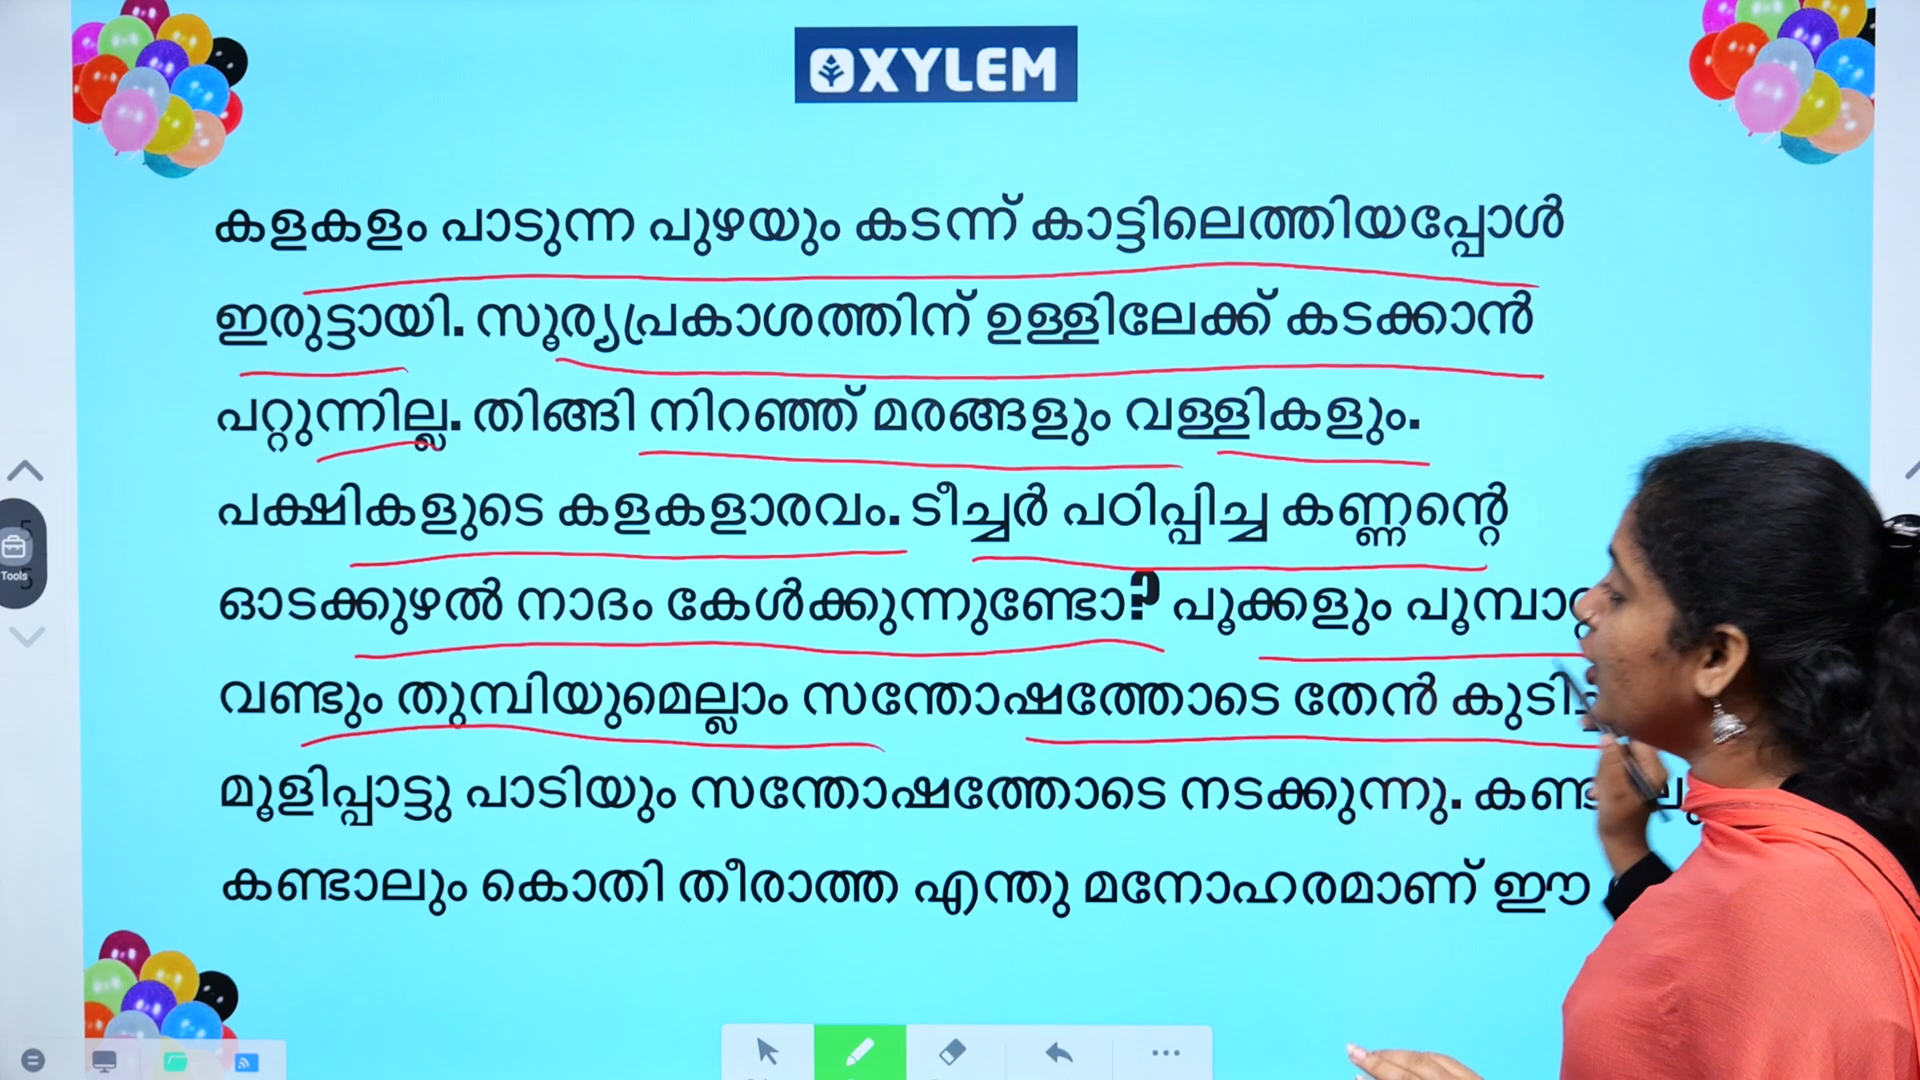 XYLEM
കളകളം പാടുന്ന പുഴയും കടന്ന് കാട്ടിലെത്തിയപ്പോൾ
ഇരുട്ടായി. സൂര്യപ്രകാശത്തിന് ഉള്ളിലേക്ക് കടക്കാൻ
പറ്റുന്നില്ല. തിങ്ങി നിറഞ്ഞ് മരങ്ങളും വള്ളികളും.
പക്ഷികളുടെ കളകളാരവം. ടീച്ചർ പഠിപ്പിച്ച കണ്ണന്റെ
ഓടക്കുഴൽ നാദം കേൾക്കുന്നുണ്ടോ? പൂക്കളും
വണ്ടും തുമ്പിയുമെല്ലാം സന്തോഷത്തോടെ തേൻ
മൂളിപ്പാട്ടു പാടിയും സന്തോഷത്തോടെ നടക്കുന്നു.
കണ്ടാലും കൊതി തീരാത്ത എന്തു മനോഹരമാണ് ഈ
Tools